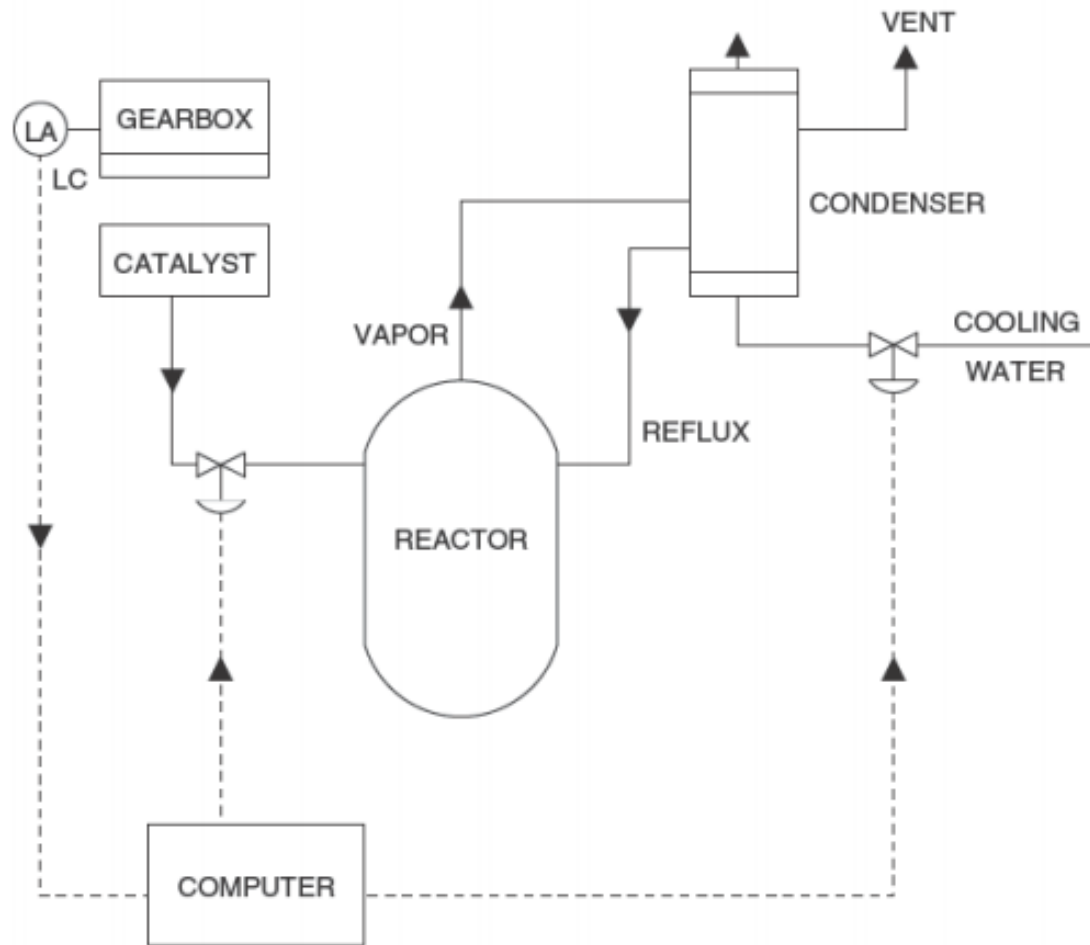 VENT
LA
GEARBOX
LC
CONDENSER
CATALYST
VAPOR
COOLING
WATER
REFLUX
REACTOR
COMPUTER